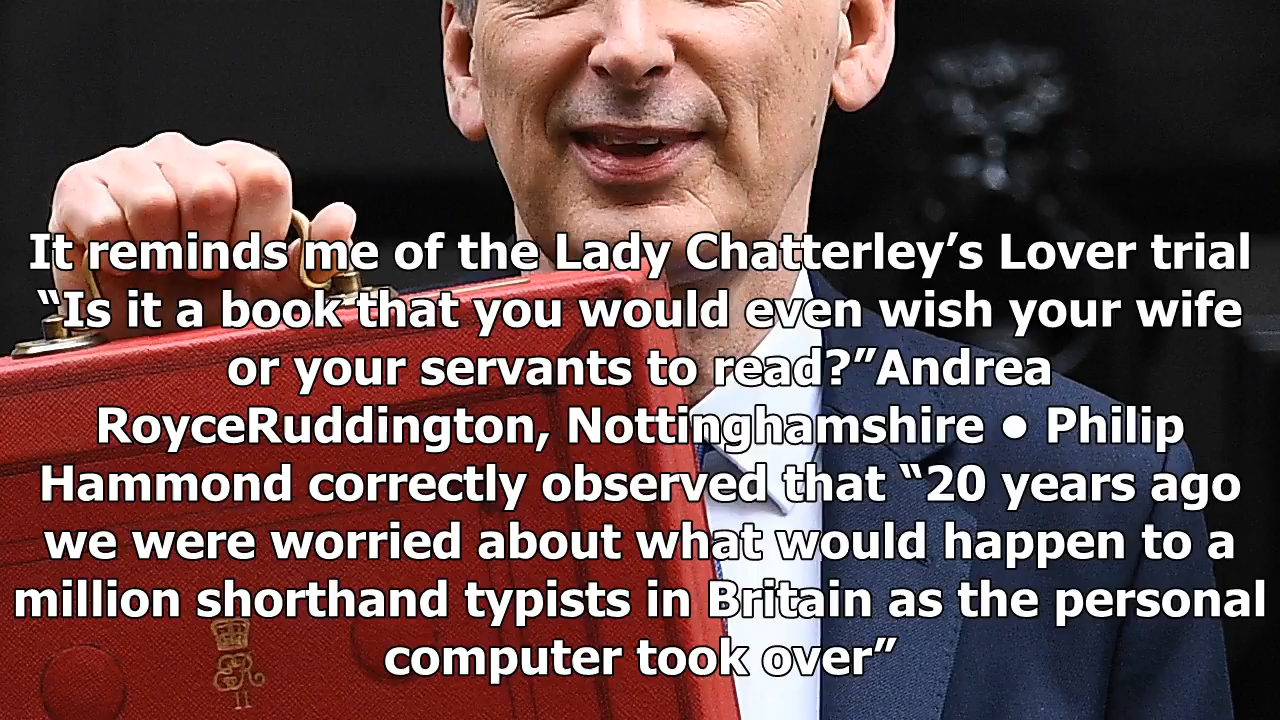 It reminds me of the Lady Chatterley’s Lover trial
“Is it a book that you would even wish your wife
or your servants to read?”Andrea
RoyceRuddington, Nottinghamshire • Philip
Hammond correctly observed that “20 years ago
we were worried about what would happen to a
million shorthand typists in Britain as the personal
computer took over”
E R
II